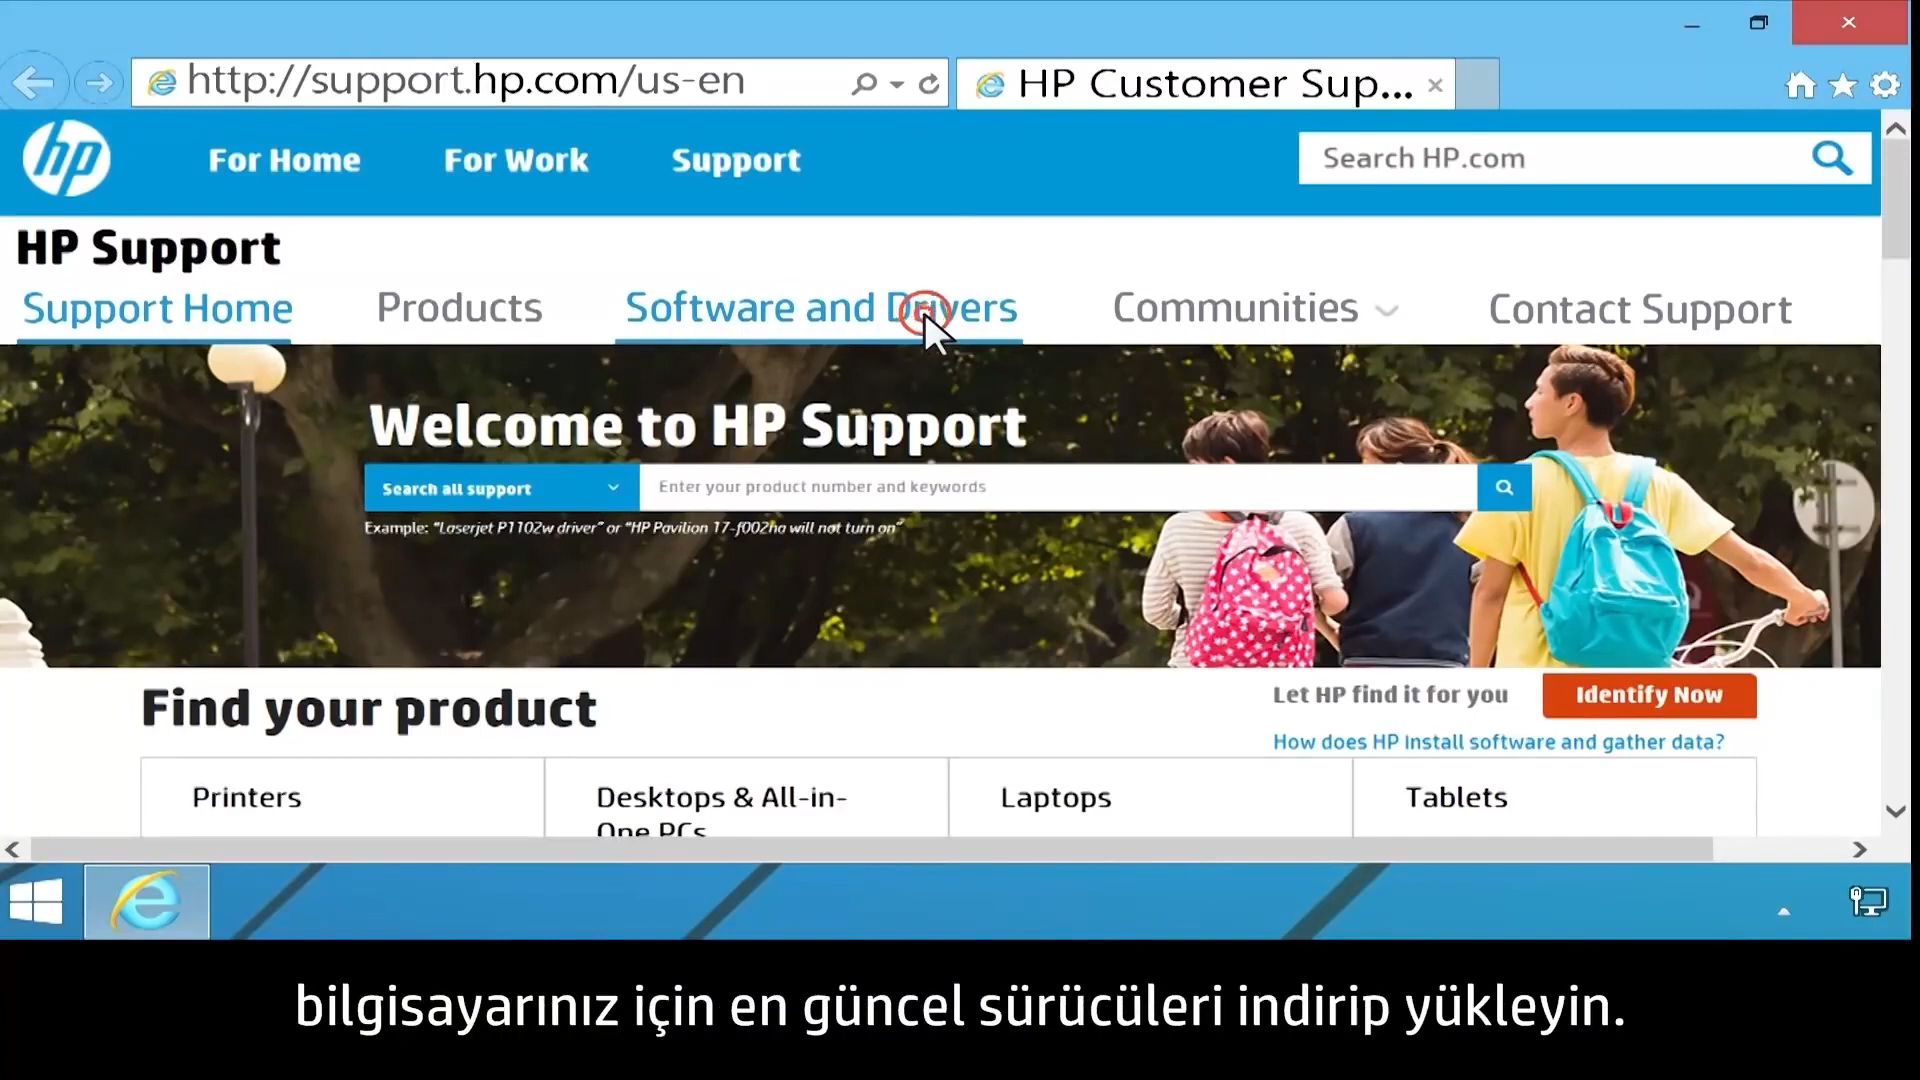 http://support.hp.com/us-en
HP Customer Sup...
hp
For Home
For Work
Support
Search HP.com
HP Support
Support Home
Products
Software and Drivers
Communities
Contact Support
Welcome to HP Support
Search all support
Enter your product number and keywords
Example: "Laserjet P1102w driver" or "HP Pavilion 17-f002na will not turn on"
Find your product
Let HP find it for you
Identify Now
How does HP install software and gather data?
Printers
Desktops & All-in-
One PCs
Laptops
Tablets
bilgisayarınız için en güncel sürücüleri indirip yükleyin.